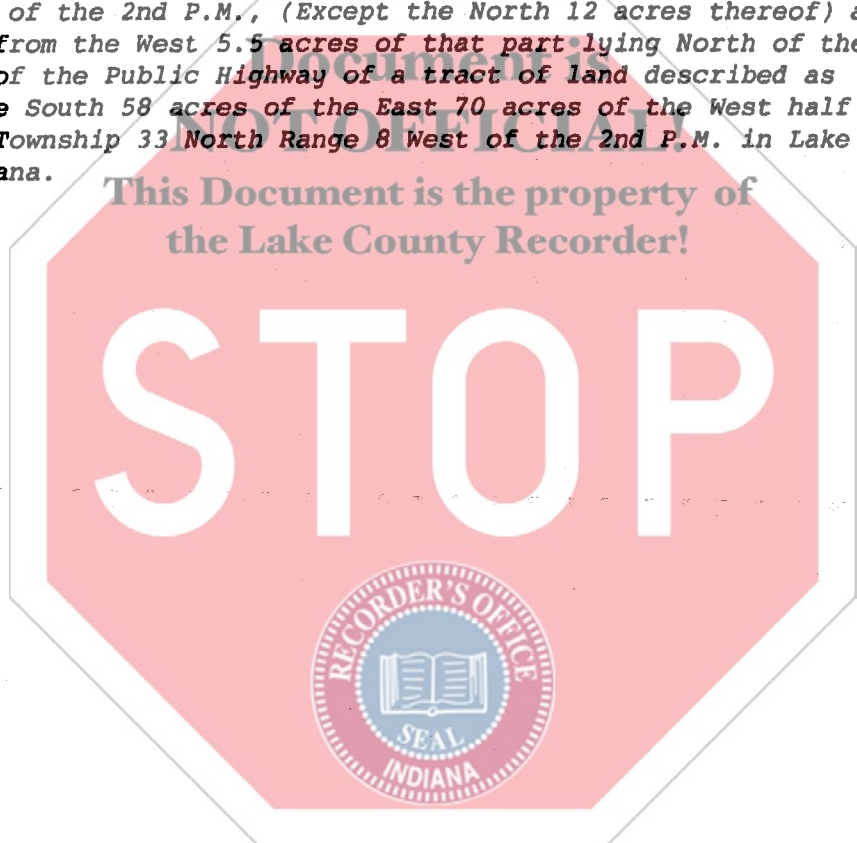 of the 2nd P.M., (Except the North 12 acres thereof)
from the West 5.5 acres of that part lying North of the
of the Public Highway of a tract of land described as
South 58 acres of the East 70 acres of the West half
Township 33 North Range 8 West of the 2nd P.M. in Lake
ana.
Document is
NOT OFFICIAL!
This Document is the property of
the Lake County Recorder!
STOP
RECORDER'S OFFICE
SEAL
INDIANA